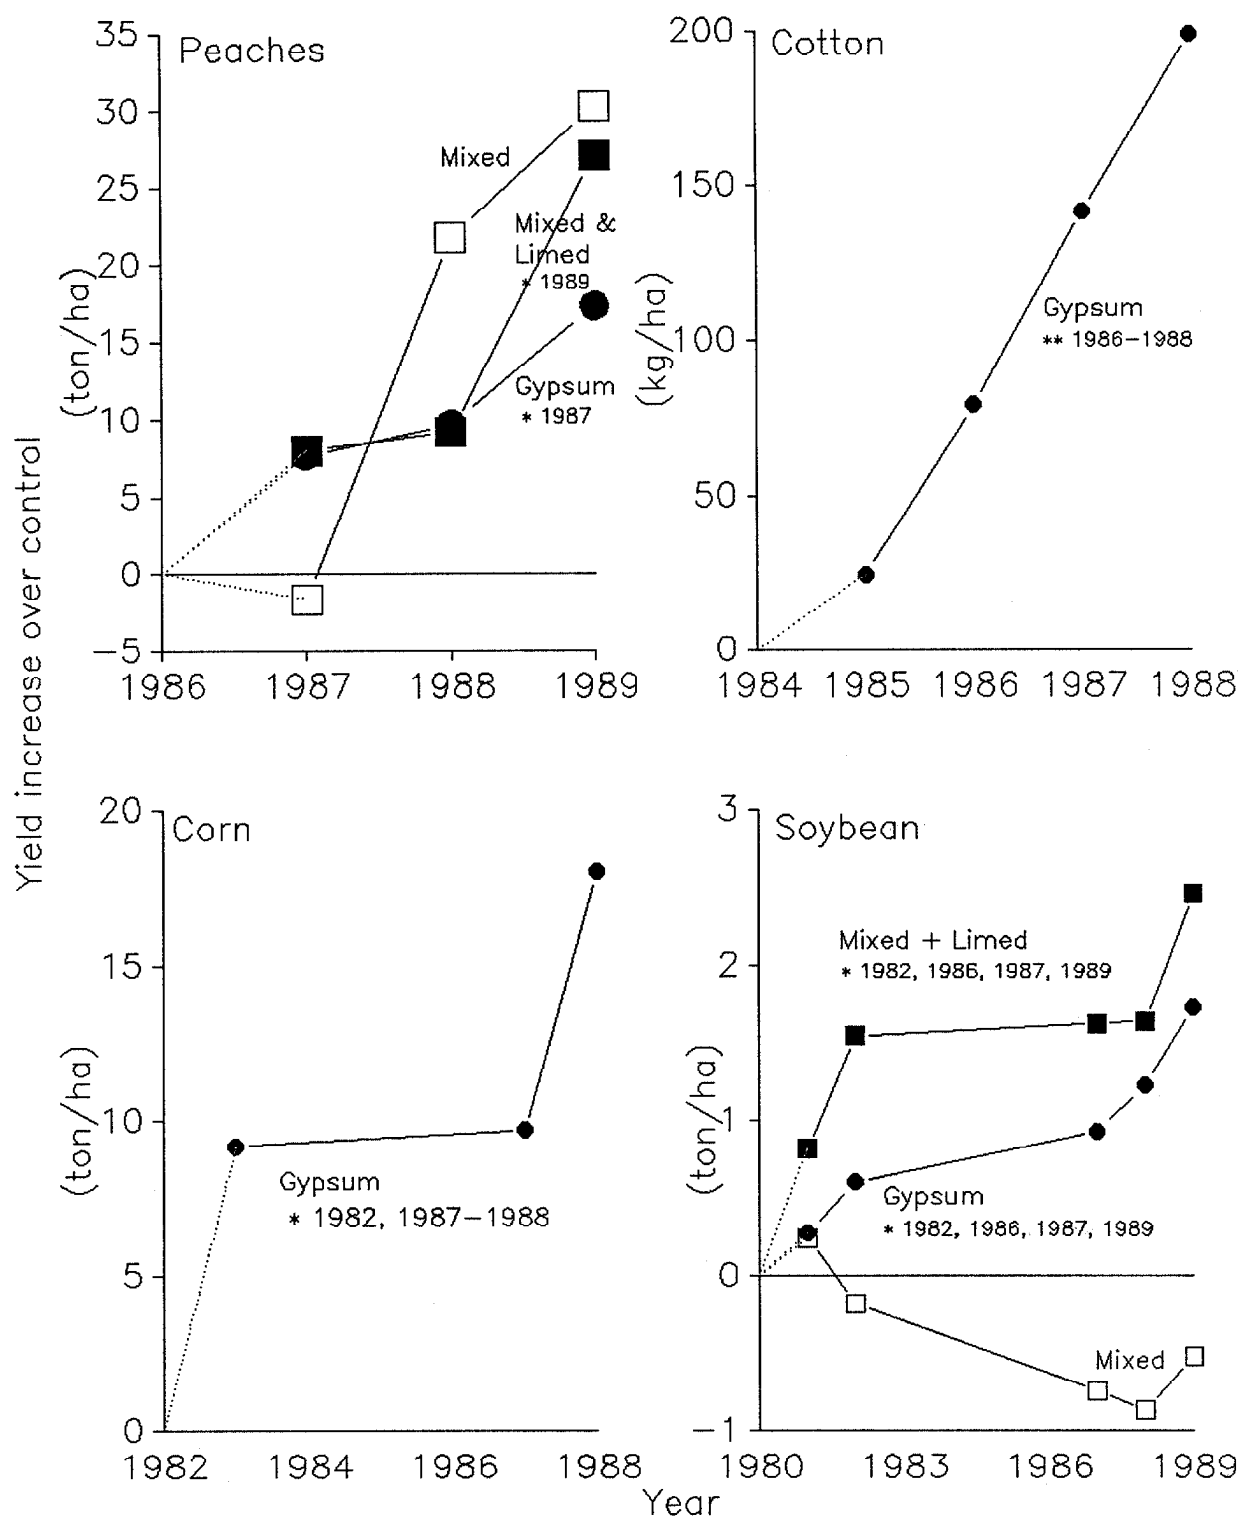 Yield increase over control
Peaches
(ton/ha)
35
30
25
20
15
10
5
0
−5
Mixed
Mixed &
Limed
* 1989
Gypsum
* 1987
1986 1987 1988 1989
Cotton
(kg/ha)
200
150
100
50
0
Gypsum
** 1986−1988
1984 1985 1986 1987 1988
Corn
(ton/ha)
20
15
10
5
0
Gypsum
* 1982, 1987−1988
1982 1984 1986 1988
Soybean
(ton/ha)
3
2
1
0
−1
Mixed + Limed
* 1982, 1986, 1987, 1989
Gypsum
* 1982, 1986, 1987, 1989
Mixed
1980 1983 1986 1989
Year